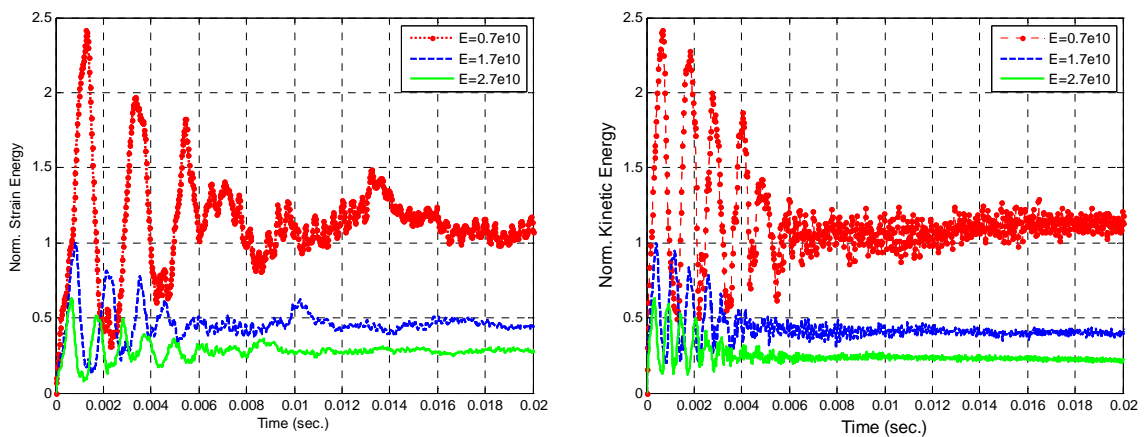 2.5
2
1.5
1
0.5
0
Norm. Strain Energy
E=0.7e10
E=1.7e10
E=2.7e10
0 0.002 0.004 0.006 0.008 0.01 0.012 0.014 0.016 0.018 0.02
Time (sec.)
2.5
2
1.5
1
0.5
0
Norm. Kinetic Energy
E=0.7e10
E=1.7e10
E=2.7e10
0 0.002 0.004 0.006 0.008 0.01 0.012 0.014 0.016 0.018 0.02
Time (sec.)